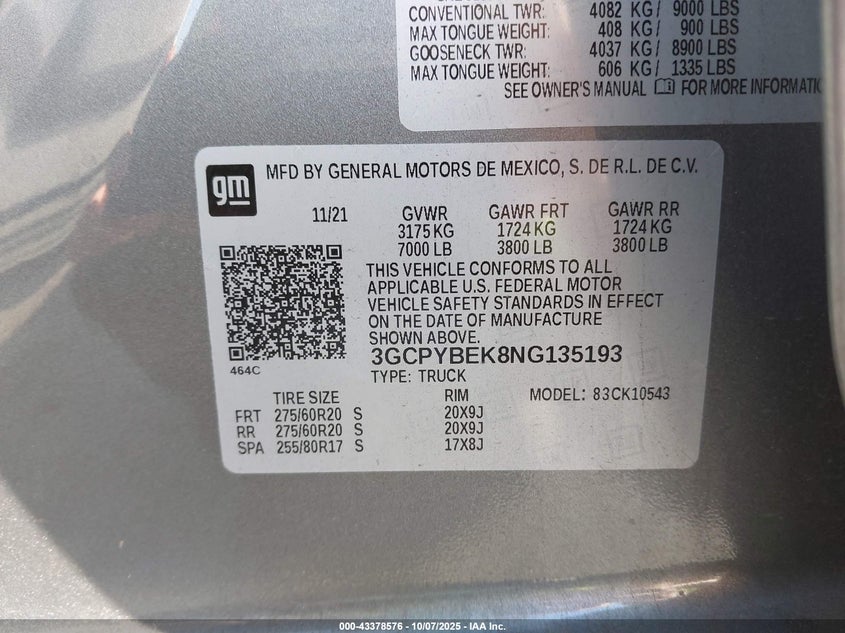 CONVENTIONAL TWR: 4082 KG/ 9000 LBS
MAX TONGUE WEIGHT: 408 KG/ 900 LBS
GOOSENECK TWR: 4037 KG/ 8900 LBS
MAX TONGUE WEIGHT: 606 KG/ 1335 LBS
SEE OWNER'S MANUAL FOR MORE INFORMATIO
gm
MFD BY GENERAL MOTORS DE MEXICO, S. DE R.L. DE C.V.
11/21 GVWR GAWR FRT GAWR RR
3175 KG 1724 KG 1724 KG
7000 LB 3800 LB 3800 LB
THIS VEHICLE CONFORMS TO ALL
APPLICABLE U.S. FEDERAL MOTOR
VEHICLE SAFETY STANDARDS IN EFFECT
ON THE DATE OF MANUFACTURE
SHOWN ABOVE.
3GCPYBEK8NG135193
464C
TYPE: TRUCK
TIRE SIZE RIM MODEL: 83CK10543
FRT 275/60R20 S 20X9J
RR 275/60R20 S 20X9J
SPA 255/80R17 S 17X8J
000-43378576 | 10/07/2025 - IAA Inc.